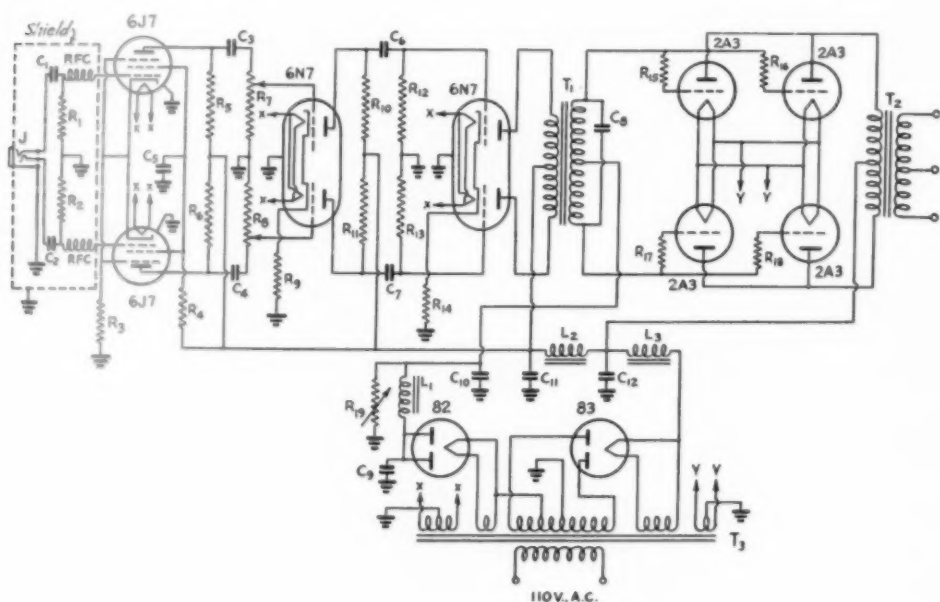 Shield
6J7
C₁
RFC
J
R₁
R₂
C₂
RFC
6J7
R₃
R₄
x x
C₅
x x
C₃
R₅
R₇
R₆
R₈
C₄
6N7
x
x
R₉
C₆
R₁₀
R₁₂
R₁₁
R₁₃
C₇
6N7
x
x
R₁₄
T₁
C₈
2A3
2A3
R₁₅
R₁₆
Y Y
R₁₇
R₁₈
2A3
2A3
T₂
L₂
L₃
C₁₀
C₁₁
C₁₂
R₁₉
L₁
82
83
C₉
x x
Y Y
T₃
110V., A.C.